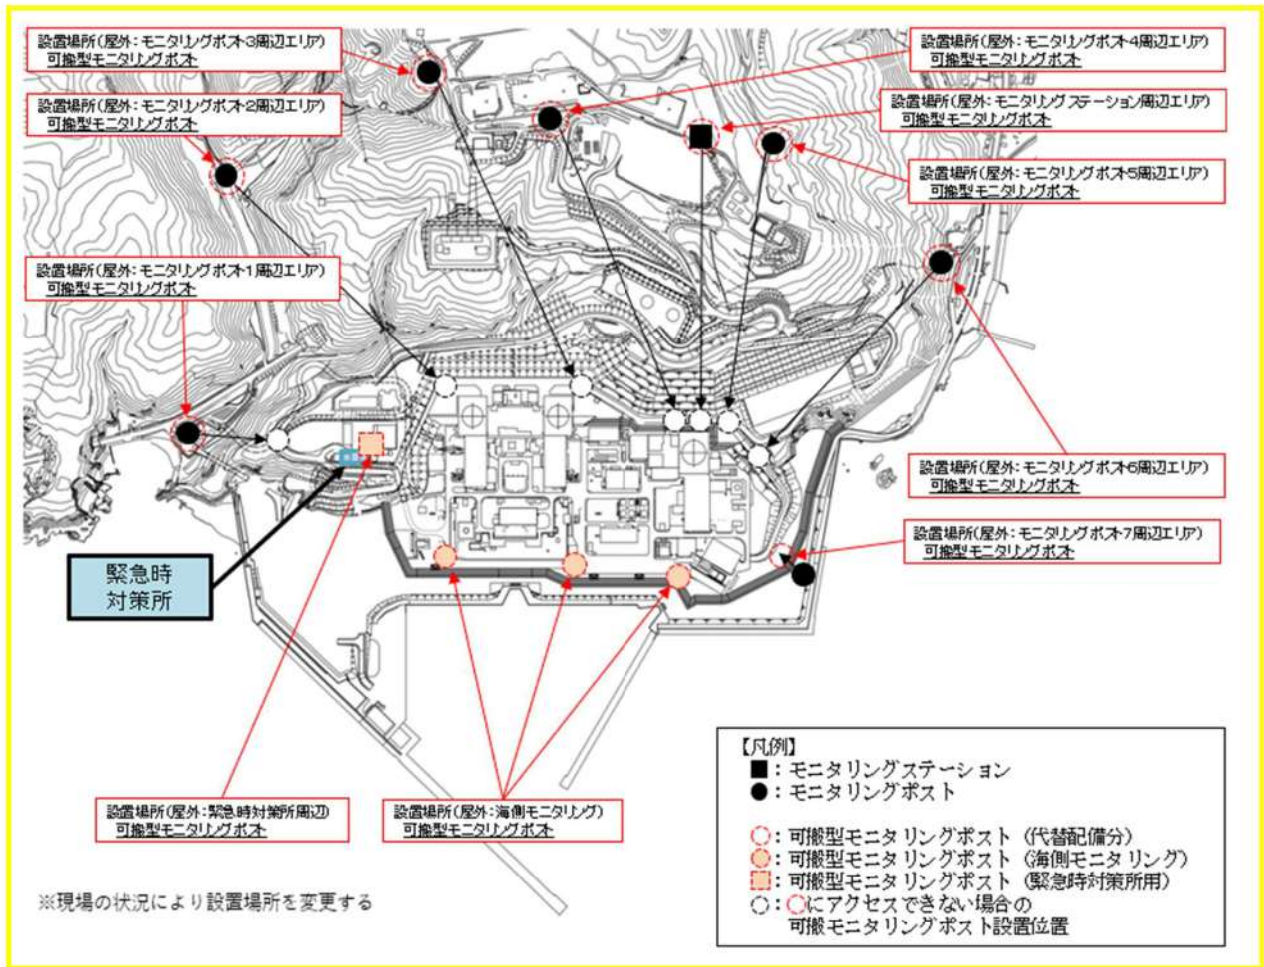 設置場所(屋外:モニタリングポスト3周辺エリア)
可搬型モニタリングポスト
設置場所(屋外:モニタリングポスト4周辺エリア)
可搬型モニタリングポスト
設置場所(屋外:モニタリングポスト2周辺エリア)
可搬型モニタリングポスト
設置場所(屋外:モニタリングステーション周辺エリア)
可搬型モニタリングポスト
設置場所(屋外:モニタリングポスト5周辺エリア)
可搬型モニタリングポスト
設置場所(屋外:モニタリングポスト1周辺エリア)
可搬型モニタリングポスト
設置場所(屋外:モニタリングポスト6周辺エリア)
可搬型モニタリングポスト
設置場所(屋外:モニタリングポスト7周辺エリア)
可搬型モニタリングポスト
緊急時
対策所
設置場所(屋外:緊急時対策所周辺)
可搬型モニタリングポスト
設置場所(屋外:海側モニタリング)
可搬型モニタリングポスト
【凡例】
■:モニタリングステーション
●:モニタリングポスト
○:可搬型モニタリングポスト(代替配備分)
○:可搬型モニタリングポスト(海側モニタリング)
□:可搬型モニタリングポスト(緊急時対策所用)
○:○にアクセスできない場合の
可搬モニタリングポスト設置位置
※現場の状況により設置場所を変更する